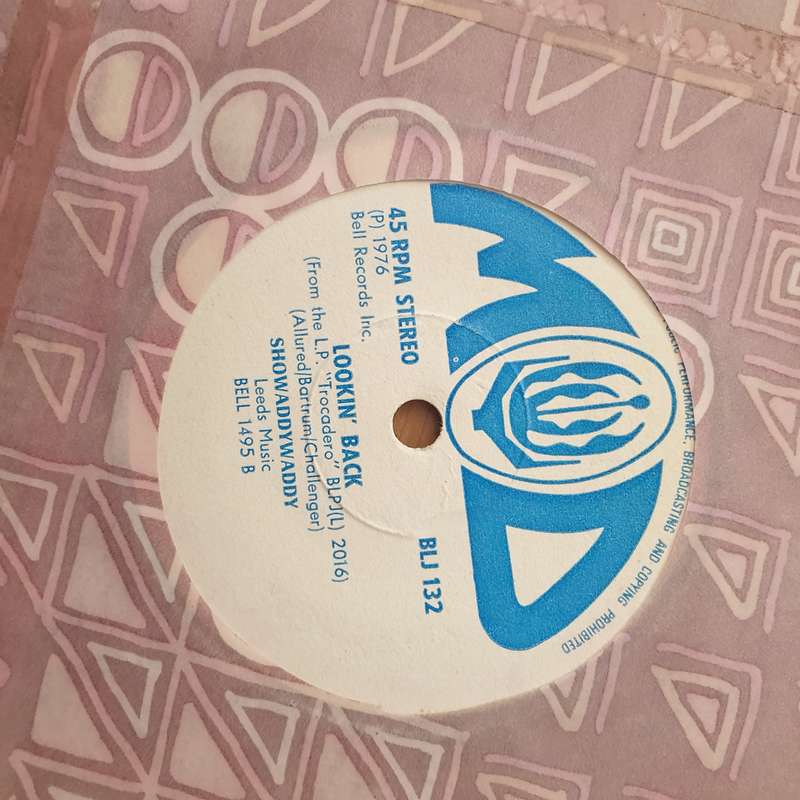 PERFORMANCE, BROADCASTING AND COPYING PROHIBITED
45 RPM STEREO
(P) 1976
Bell Records Inc.
BLJ 132
LOOKIN' BACK
(From the L.P. "Trocadero" BLPJ(L) 2016)
(Allured/Bartrum/Challenger)
SHOWADDYWADDY
Leeds Music
BELL 1495 B